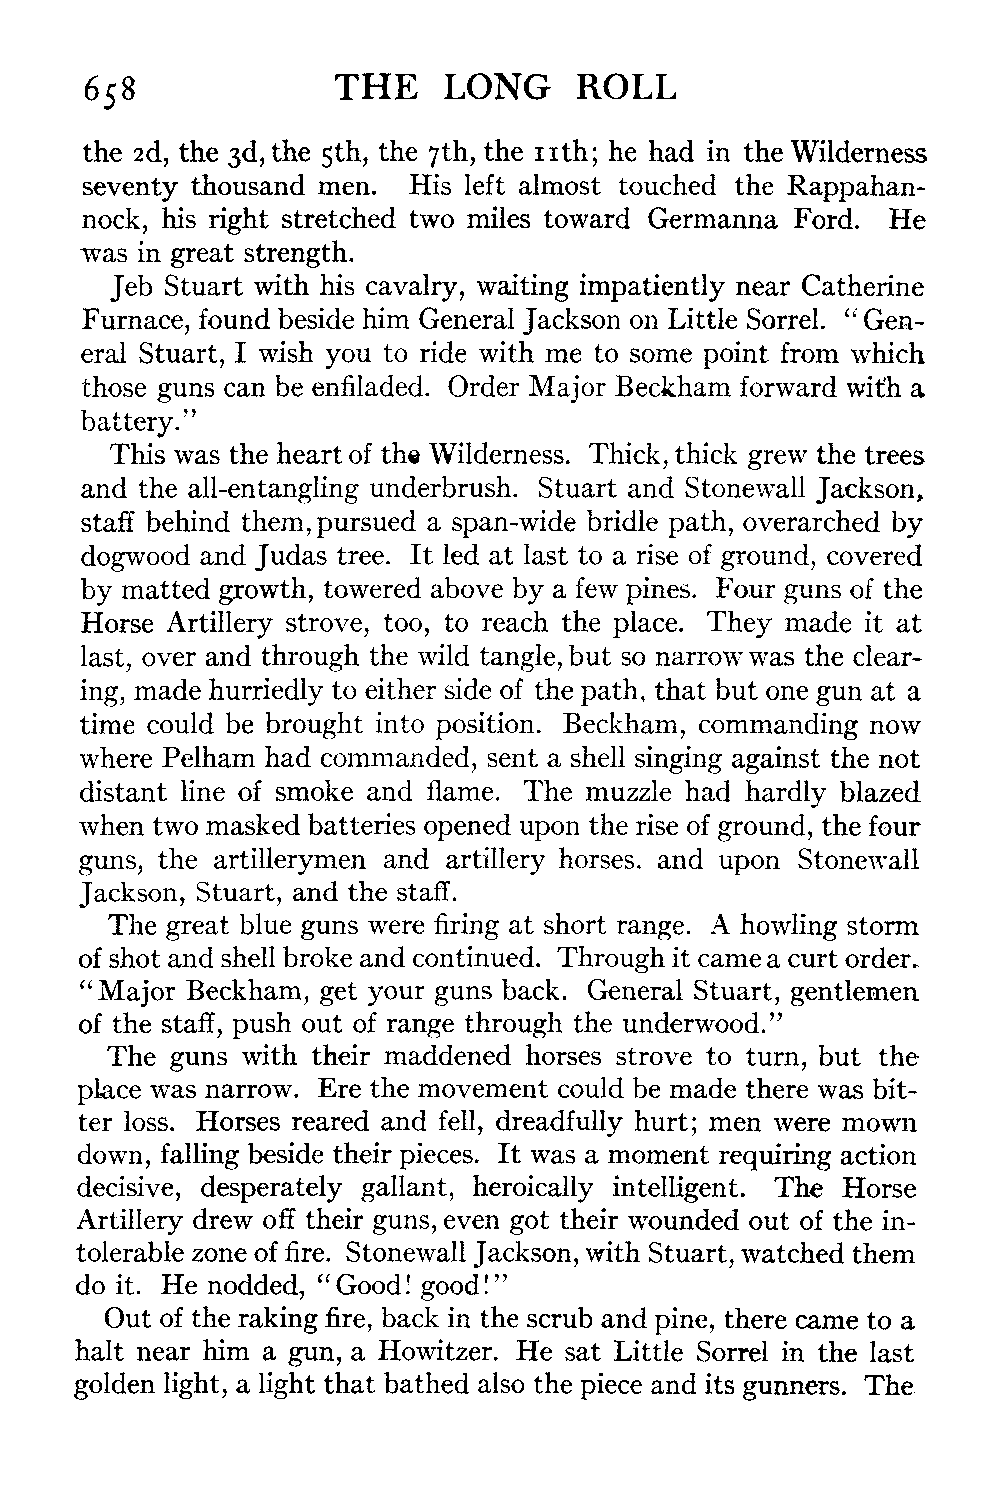 658 THE LONG ROLL
the 2d, the 3d, the 5th, the 7th, the 11th; he had in the Wilderness
seventy thousand men. His left almost touched the Rappahan-
nock, his right stretched two miles toward Germanna Ford. He
was in great strength.
Jeb Stuart with his cavalry, waiting impatiently near Catherine
Furnace, found beside him General Jackson on Little Sorrel. "Gen-
eral Stuart, I wish you to ride with me to some point from which
those guns can be enfiladed. Order Major Beckham forward with a
battery."
This was the heart of the Wilderness. Thick, thick grew the trees
and the all-entangling underbrush. Stuart and Stonewall Jackson,
staff behind them, pursued a span-wide bridle path, overarched by
dogwood and Judas tree. It led at last to a rise of ground, covered
by matted growth, towered above by a few pines. Four guns of the
Horse Artillery strove, too, to reach the place. They made it at
last, over and through the wild tangle, but so narrow was the clear-
ing, made hurriedly to either side of the path, that but one gun at a
time could be brought into position. Beckham, commanding now
where Pelham had commanded, sent a shell singing against the not
distant line of smoke and flame. The muzzle had hardly blazed
when two masked batteries opened upon the rise of ground, the four
guns, the artillerymen and artillery horses. and upon Stonewall
Jackson, Stuart, and the staff.
The great blue guns were firing at short range. A howling storm
of shot and shell broke and continued. Through it came a curt order.
"Major Beckham, get your guns back. General Stuart, gentlemen
of the staff, push out of range through the underwood."
The guns with their maddened horses strove to turn, but the
place was narrow. Ere the movement could be made there was bit-
ter loss. Horses reared and fell, dreadfully hurt; men were mown
down, falling beside their pieces. It was a moment requiring action
decisive, desperately gallant, heroically intelligent. The Horse
Artillery drew off their guns, even got their wounded out of the in-
tolerable zone of fire. Stonewall Jackson, with Stuart, watched them
do it. He nodded, "Good! good!"
Out of the raking fire, back in the scrub and pine, there came to a
halt near him a gun, a Howitzer. He sat Little Sorrel in the last
golden light, a light that bathed also the piece and its gunners. The